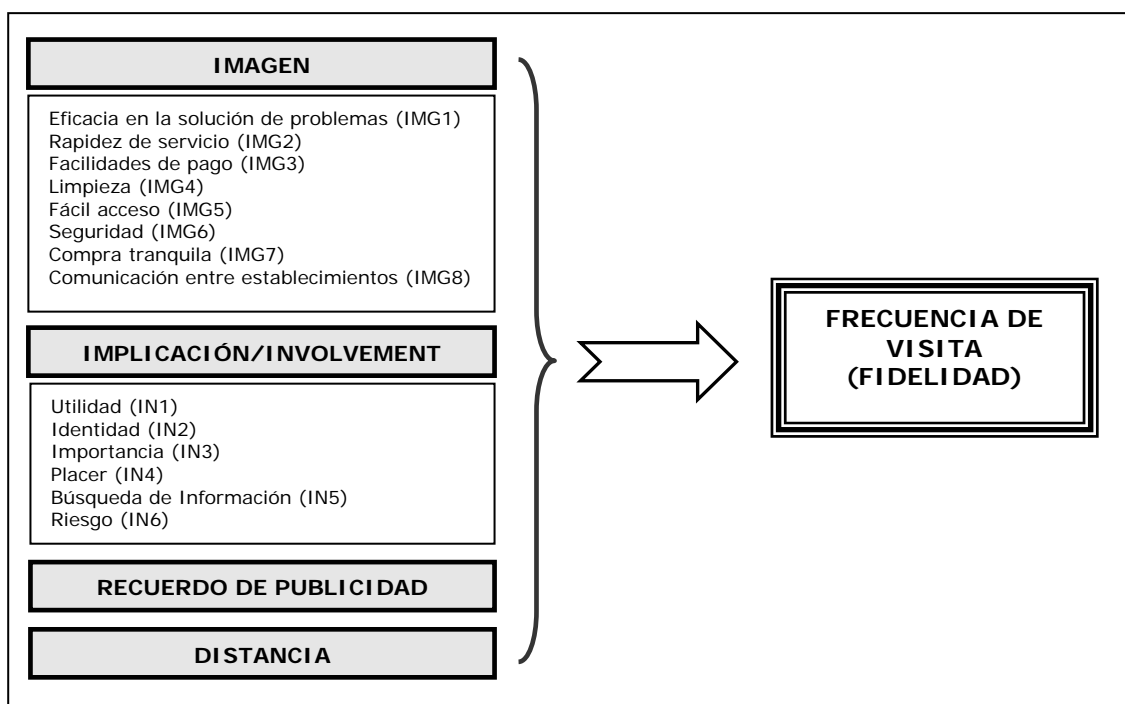 IMAGEN
Eficacia en la solución de problemas (IMG1)
Rapidez de servicio (IMG2)
Facilidades de pago (IMG3)
Limpieza (IMG4)
Fácil acceso (IMG5)
Seguridad (IMG6)
Compra tranquila (IMG7)
Comunicación entre establecimientos (IMG8)
IMPLICACIÓN/INVOLVEMENT
Utilidad (IN1)
Identidad (IN2)
Importancia (IN3)
Placer (IN4)
Búsqueda de Información (IN5)
Riesgo (IN6)
RECUERDO DE PUBLICIDAD
DISTANCIA
FRECUENCIA DE
VISITA
(FIDELIDAD)